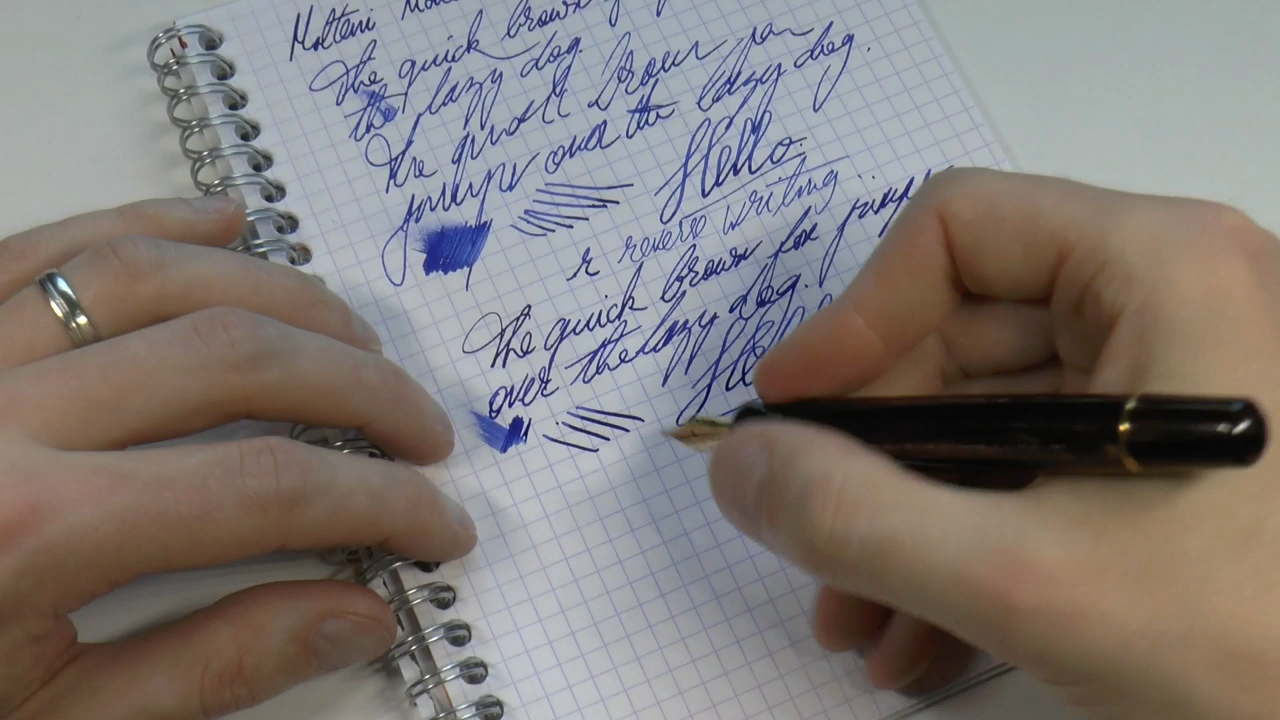 Molteni
The quick brown
the lazy dog
The quick brown
jumps over the lazy dog.
Hello.
reverse writing
The quick brown fox jumps
over the lazy dog.
Hello